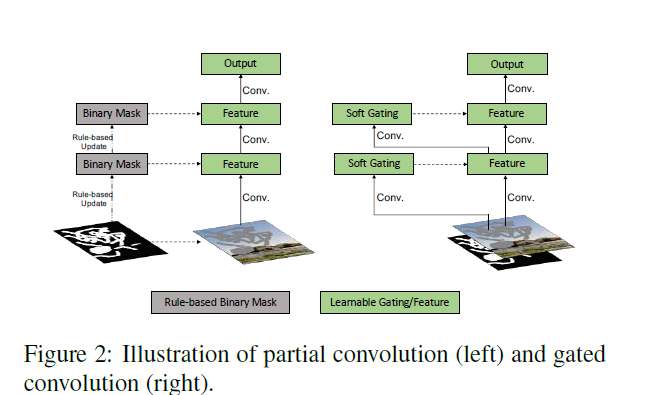 Output
Output
Conv.
Conv.
Binary Mask
Feature
Soft Gating
Feature
Rule-based
Update
Conv.
Conv.
Conv.
Binary Mask
Feature
Soft Gating
Feature
Rule-based
Update
Conv.
Conv.
Conv.
Rule-based Binary Mask
Learnable Gating/Feature
Figure 2: Illustration of partial convolution (left) and gated
convolution (right).